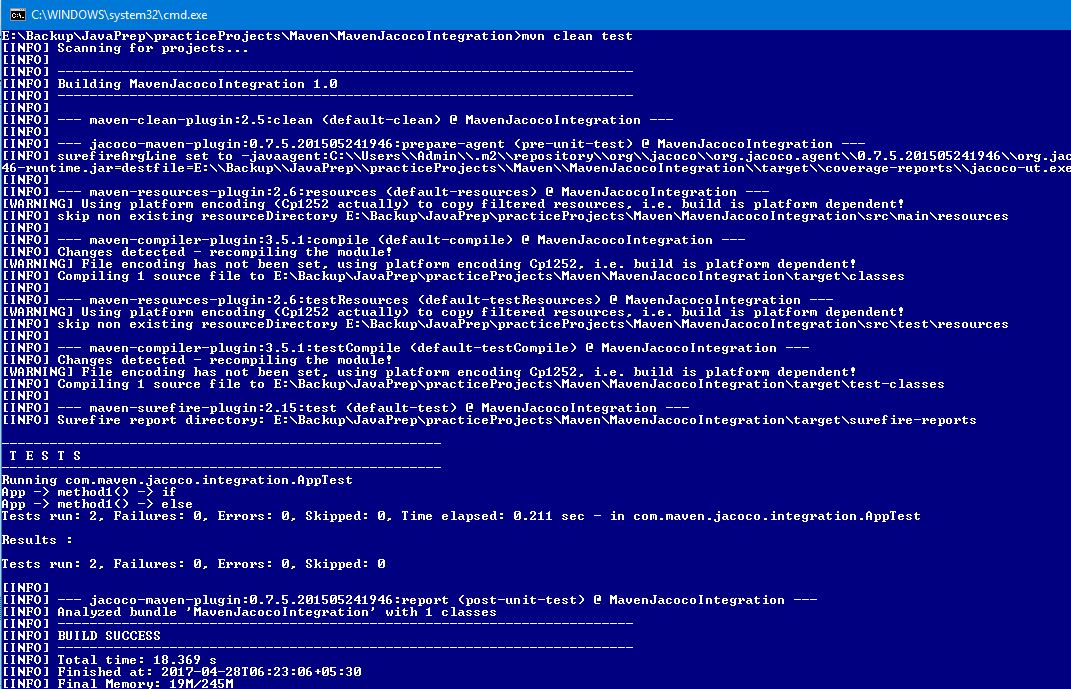 C:\WINDOWS\system32\cmd.exe
E:\Backup\JavaPrep\practiceProjects\Maven\MavenJacocoIntegration>mvn clean test
[INFO] Scanning for projects...
[INFO]
[INFO] ------------------------------------------------------------------------
[INFO] Building MavenJacocoIntegration 1.0
[INFO] ------------------------------------------------------------------------
[INFO]
[INFO] --- maven-clean-plugin:2.5:clean (default-clean) @ MavenJacocoIntegration ---
[INFO]
[INFO] --- jacoco-maven-plugin:0.7.5.201505241946:prepare-agent (pre-unit-test) @ MavenJacocoIntegration ---
[INFO] surefireArgLine set to -javaagent:C:\\Users\\Admin\\.m2\\repository\\org\\jacoco\\org.jacoco.agent\\0.7.5.201505241946\\org.jac
46-runtime.jar=destfile=E:\\Backup\\JavaPrep\\practiceProjects\\Maven\\MavenJacocoIntegration\\target\\coverage-reports\\jacoco-ut.exe
[INFO]
[INFO] --- maven-resources-plugin:2.6:resources (default-resources) @ MavenJacocoIntegration ---
[WARNING] Using platform encoding (Cp1252 actually) to copy filtered resources, i.e. build is platform dependent!
[INFO] skip non existing resourceDirectory E:\Backup\JavaPrep\practiceProjects\Maven\MavenJacocoIntegration\src\main\resources
[INFO]
[INFO] --- maven-compiler-plugin:3.5.1:compile (default-compile) @ MavenJacocoIntegration ---
[INFO] Changes detected - recompiling the module!
[WARNING] File encoding has not been set, using platform encoding Cp1252, i.e. build is platform dependent!
[INFO] Compiling 1 source file to E:\Backup\JavaPrep\practiceProjects\Maven\MavenJacocoIntegration\target\classes
[INFO]
[INFO] --- maven-resources-plugin:2.6:testResources (default-testResources) @ MavenJacocoIntegration ---
[WARNING] Using platform encoding (Cp1252 actually) to copy filtered resources, i.e. build is platform dependent!
[INFO] skip non existing resourceDirectory E:\Backup\JavaPrep\practiceProjects\Maven\MavenJacocoIntegration\src\test\resources
[INFO]
[INFO] --- maven-compiler-plugin:3.5.1:testCompile (default-testCompile) @ MavenJacocoIntegration ---
[INFO] Changes detected - recompiling the module!
[WARNING] File encoding has not been set, using platform encoding Cp1252, i.e. build is platform dependent!
[INFO] Compiling 1 source file to E:\Backup\JavaPrep\practiceProjects\Maven\MavenJacocoIntegration\target\test-classes
[INFO]
[INFO] --- maven-surefire-plugin:2.15:test (default-test) @ MavenJacocoIntegration ---
[INFO] Surefire report directory: E:\Backup\JavaPrep\practiceProjects\Maven\MavenJacocoIntegration\target\surefire-reports
-------------------------------------------------------
T E S T S
-------------------------------------------------------
Running com.maven.jacoco.integration.AppTest
App -> method1() -> if
App -> method1() -> else
Tests run: 2, Failures: 0, Errors: 0, Skipped: 0, Time elapsed: 0.211 sec - in com.maven.jacoco.integration.AppTest
Results :
Tests run: 2, Failures: 0, Errors: 0, Skipped: 0
[INFO]
[INFO] --- jacoco-maven-plugin:0.7.5.201505241946:report (post-unit-test) @ MavenJacocoIntegration ---
[INFO] Analyzed bundle 'MavenJacocoIntegration' with 1 classes
[INFO] ------------------------------------------------------------------------
[INFO] BUILD SUCCESS
[INFO] ------------------------------------------------------------------------
[INFO] Total time: 18.369 s
[INFO] Finished at: 2017-04-28T06:23:06+05:30
[INFO] Final Memory: 19M/245M